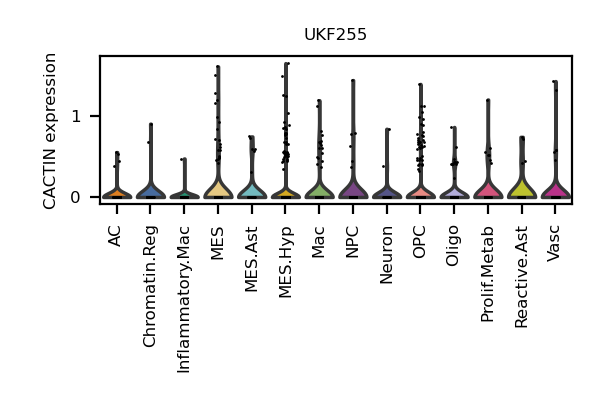 UKF255
CACTIN expression
1
0
AC
Chromatin.Reg
Inflammatory.Mac
MES
MES.Ast
MES.Hyp
Mac
NPC
Neuron
OPC
Oligo
Prolif.Metab
Reactive.Ast
Vasc